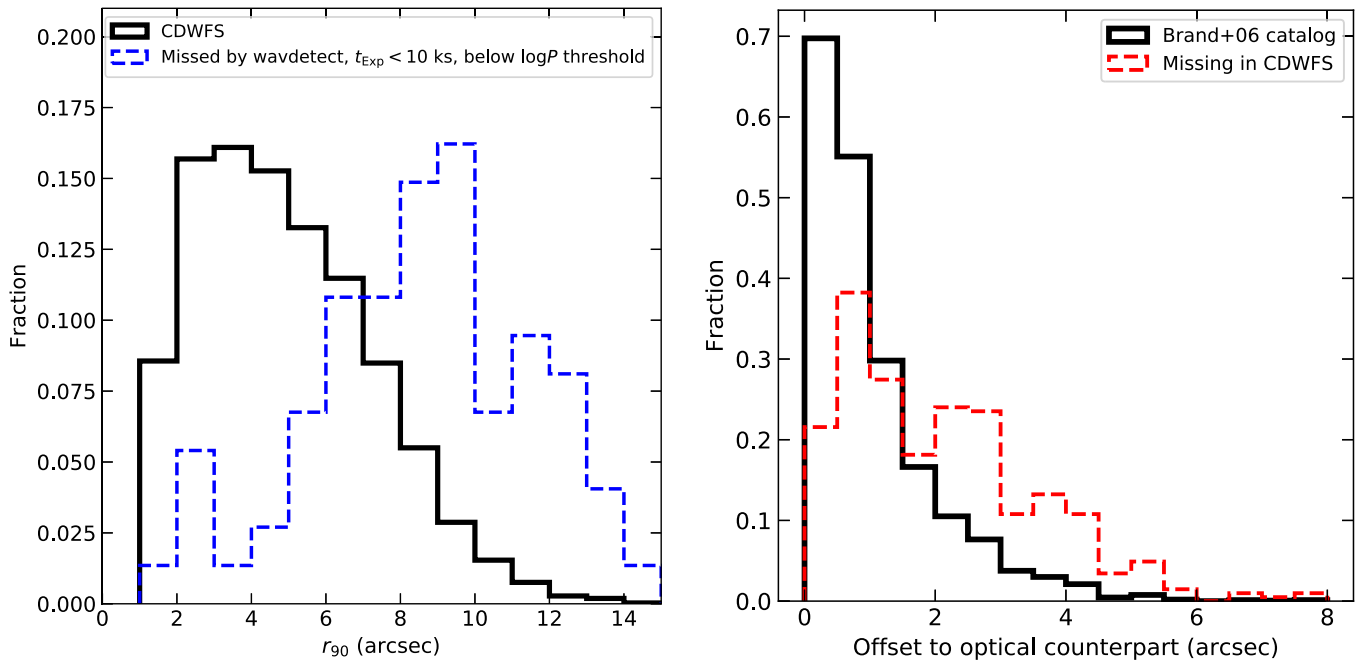 CDWFS
Missed by wavdetect, t_Exp < 10 ks, below logP threshold
0.200
0.175
0.150
0.125
0.100
0.075
0.050
0.025
0.000
Fraction
0 2 4 6 8 10 12 14
r_90 (arcsec)
Brand+06 catalog
Missing in CDWFS
0.7
0.6
0.5
0.4
0.3
0.2
0.1
0.0
Fraction
0 2 4 6 8
Offset to optical counterpart (arcsec)